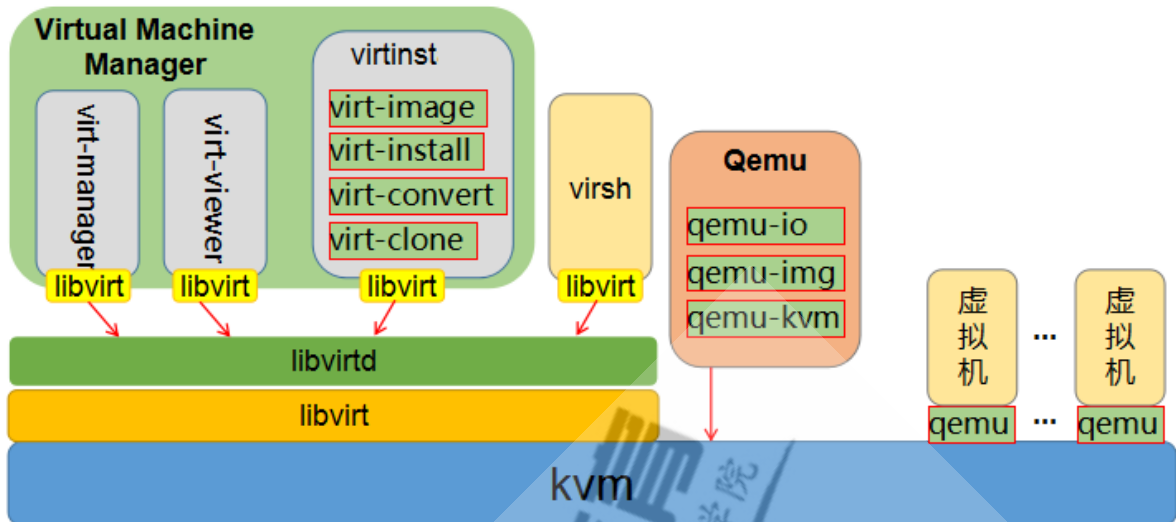 Virtual Machine
Manager
virt-manager
virt-viewer
virtinst
virt-image
virt-install
virt-convert
virt-clone
virsh
Qemu
qemu-io
qemu-img
qemu-kvm
libvirt
libvirt
libvirt
libvirt
虚拟机
...
虚拟机
qemu
...
qemu
libvirtd
libvirt
kvm
学院